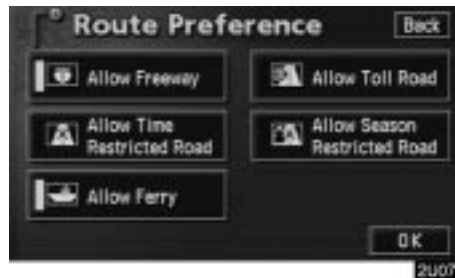 Route Preference
Back
Allow Freeway
Allow Toll Road
Allow Time
Restricted Road
Allow Season
Restricted Road
Allow Ferry
OK
2U07